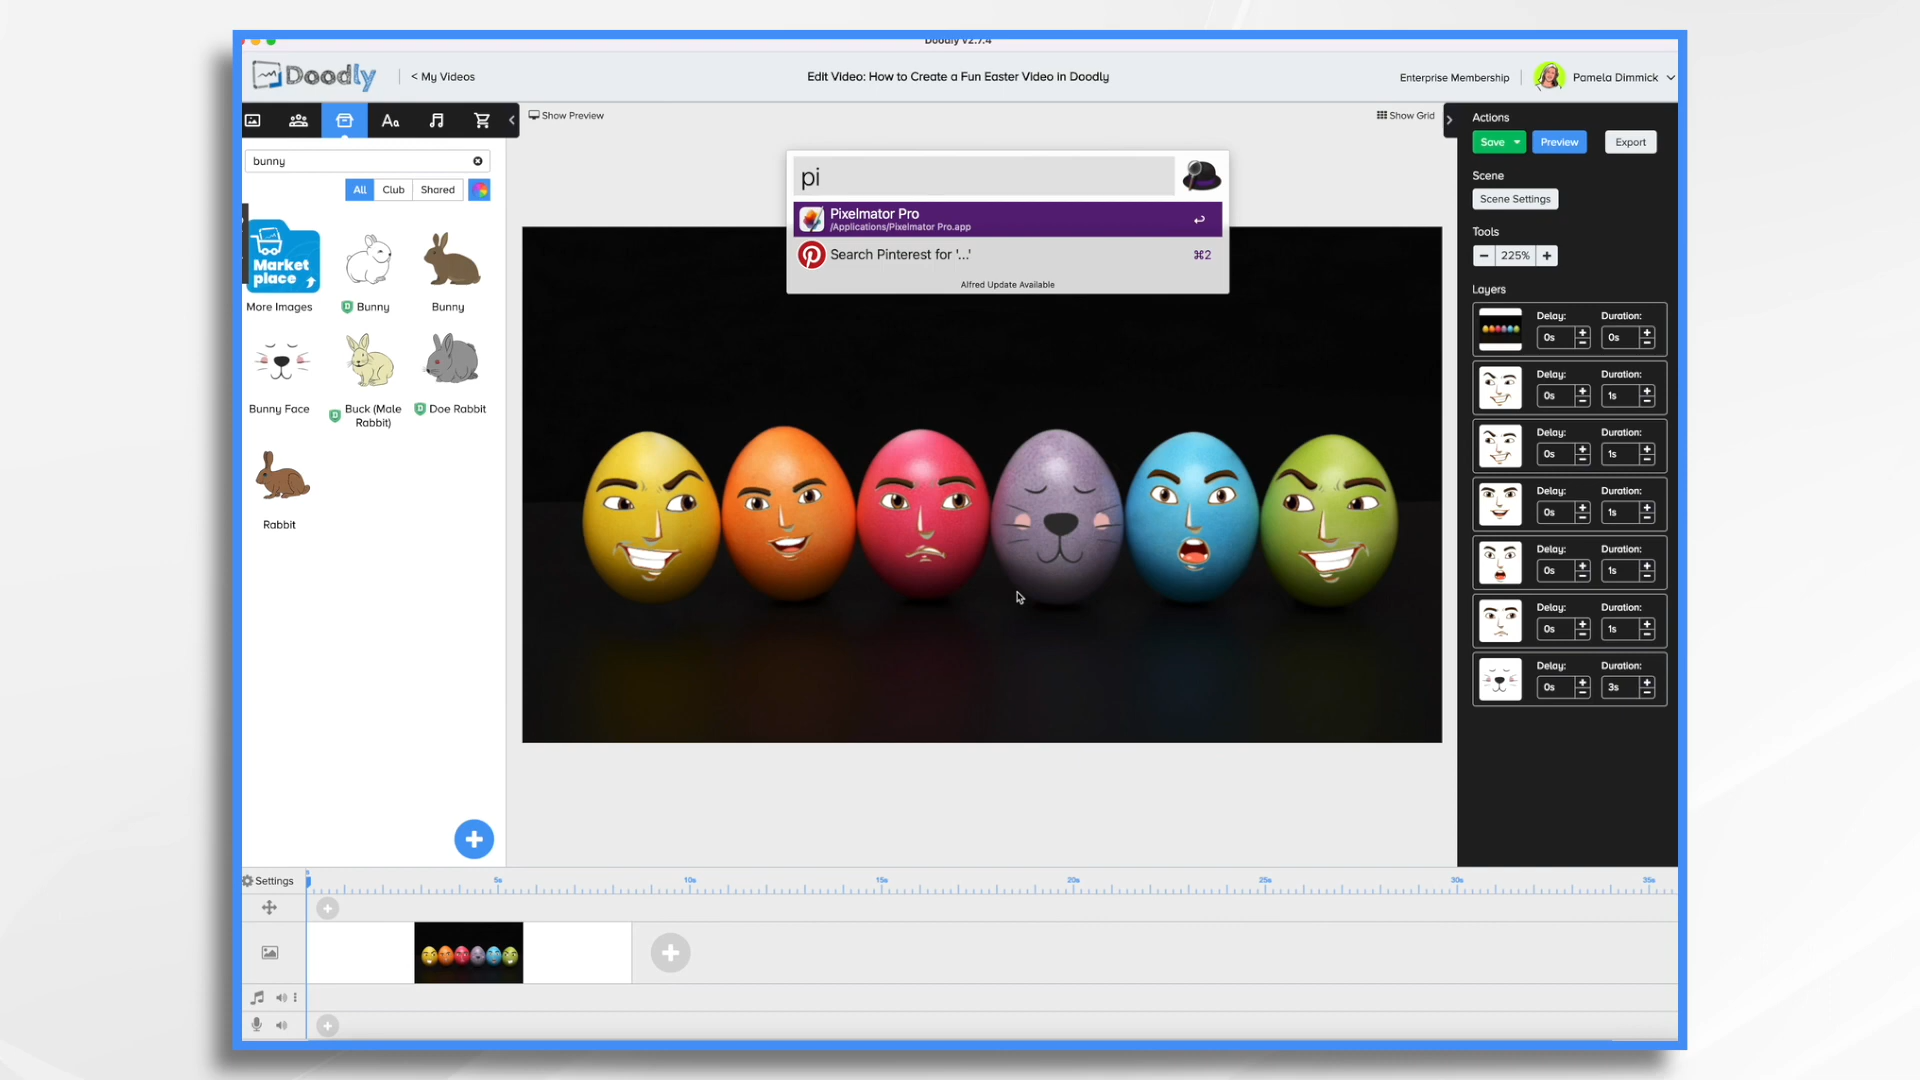 Doodly v2.7.4
Doodly
< My Videos
Edit Video: How to Create a Fun Easter Video in Doodly
Enterprise Membership
Pamela Dimmick
Aa
Show Preview
Show Grid
bunny
All
Club
Shared
Market
place
More Images
Bunny
Bunny
Bunny Face
Buck (Male
Rabbit)
Doe Rabbit
Rabbit
pi
Pixelmator Pro
/Applications/Pixelmator Pro.app
Search Pinterest for '...'
⌘2
Alfred Update Available
Actions
Save
Preview
Export
Scene
Scene Settings
Tools
− 225% +
Layers
Delay: Duration:
0s 0s
Delay: Duration:
0s 1s
Delay: Duration:
0s 1s
Delay: Duration:
0s 1s
Delay: Duration:
0s 1s
Delay: Duration:
0s 1s
Delay: Duration:
0s 3s
Settings
5s 10s 15s 20s 25s 30s 35s